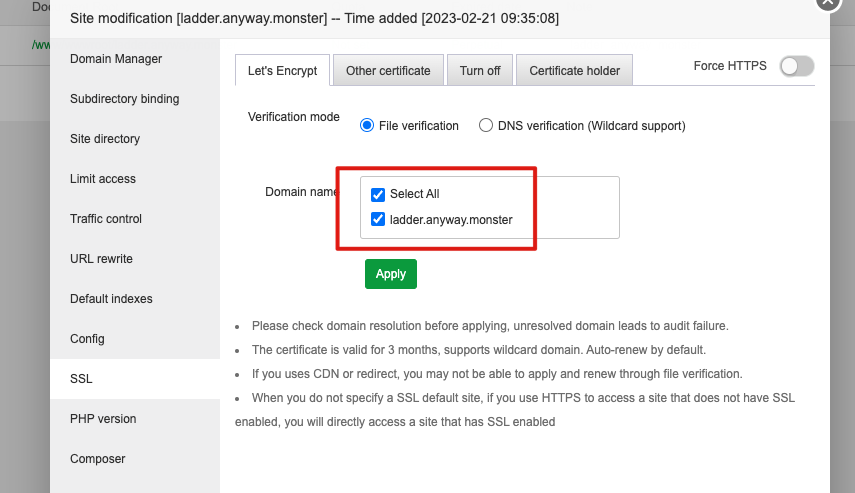 Doc
Site modification [ladder.anyway.monster] -- Time added [2023-02-21 09:35:08]
/ww
Domain Manager
Subdirectory binding
Site directory
Limit access
Traffic control
URL rewrite
Default indexes
Config
SSL
PHP version
Composer
Let's Encrypt
Other certificate
Turn off
Certificate holder
Force HTTPS
Verification mode
File verification
DNS verification (Wildcard support)
Domain name
Select All
ladder.anyway.monster
Apply
• Please check domain resolution before applying, unresolved domain leads to audit failure.
• The certificate is valid for 3 months, supports wildcard domain. Auto-renew by default.
• If you uses CDN or redirect, you may not be able to apply and renew through file verification.
• When you do not specify a SSL default site, if you use HTTPS to access a site that does not have SSL
enabled, you will directly access a site that has SSL enabled